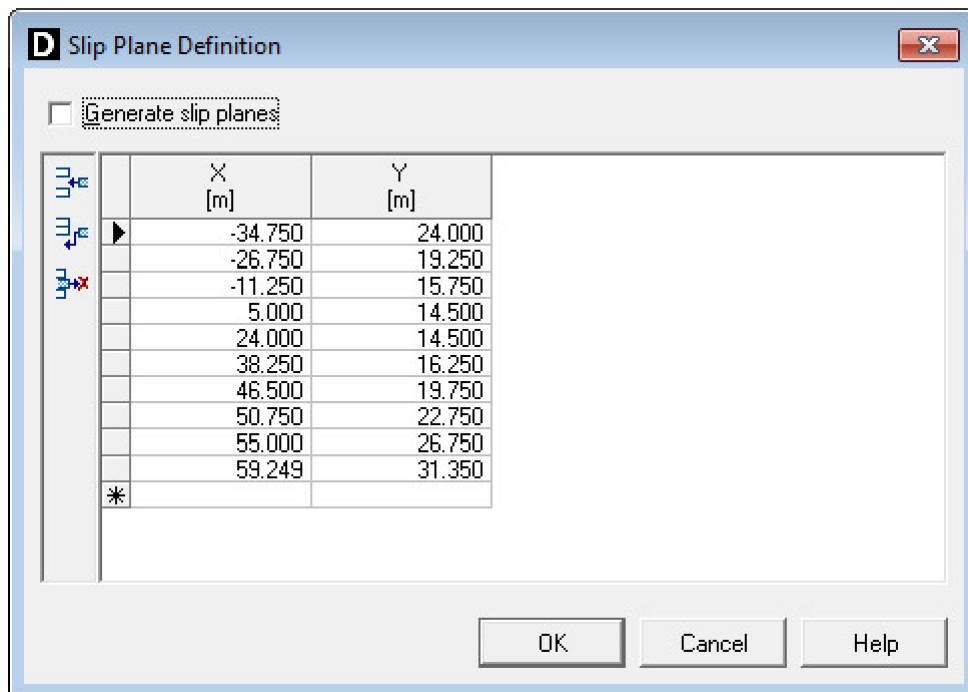 D Slip Plane Definition
Generate slip planes
X Y
[m] [m]
-34.750 24.000
-26.750 19.250
-11.250 15.750
5.000 14.500
24.000 14.500
38.250 16.250
46.500 19.750
50.750 22.750
55.000 26.750
59.249 31.350
OK Cancel Help